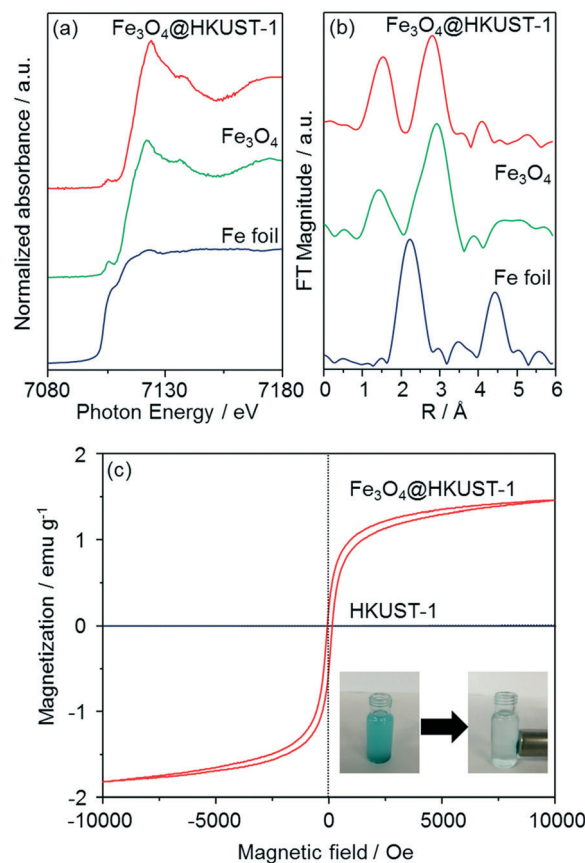 (a) Fe₃O₄@HKUST-1
Fe₃O₄
Fe foil
Normalized absorbance / a.u.
7080 7130 7180
Photon Energy / eV
(b) Fe₃O₄@HKUST-1
Fe₃O₄
Fe foil
FT Magnitude / a.u.
0 1 2 3 4 5 6
R / Å
(c)
Fe₃O₄@HKUST-1
HKUST-1
Magnetization / emu g⁻¹
2
1
0
-1
-2
-10000 -5000 0 5000 10000
Magnetic field / Oe